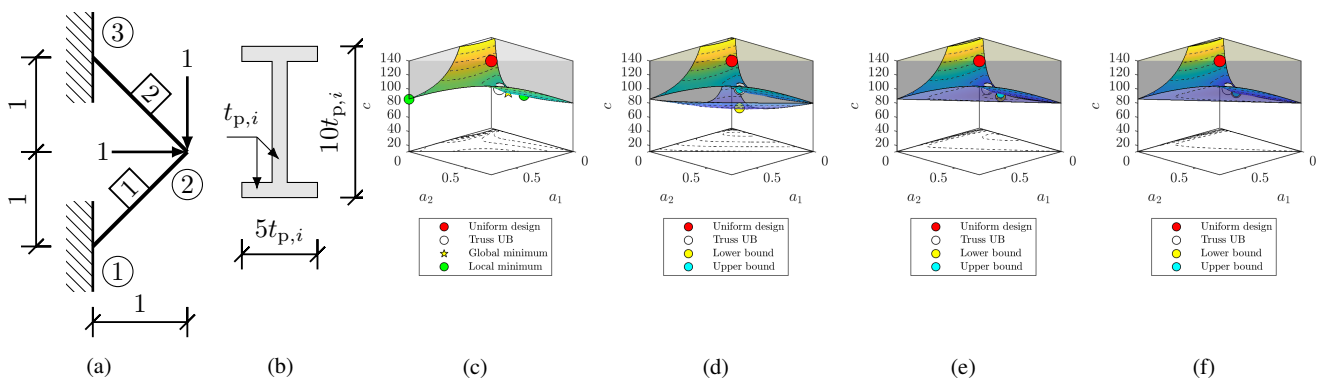 3
2
1
1
1
2
1
1
1
1
(a)
t_{p,i}
10t_{p,i}
5t_{p,i}
(b)
140
120
100
80
60
40
20
c
0
0.5
0.5
0
a_2
a_1
Uniform design
Truss UB
Global minimum
Local minimum
(c)
140
120
100
80
60
40
20
c
0
0.5
0.5
0
a_2
a_1
Uniform design
Truss UB
Lower bound
Upper bound
(d)
140
120
100
80
60
40
20
c
0
0.5
0.5
0
a_2
a_1
Uniform design
Truss UB
Lower bound
Upper bound
(e)
140
120
100
80
60
40
20
c
0
0.5
0.5
0
a_2
a_1
Uniform design
Truss UB
Lower bound
Upper bound
(f)